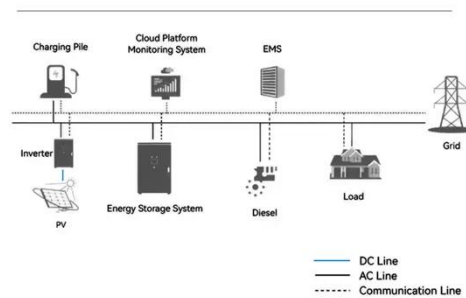 Charging Pile
Cloud Platform
Monitoring System
EMS
Grid
Inverter
PV
Energy Storage System
Diesel
Load
DC Line
AC Line
Communication Line